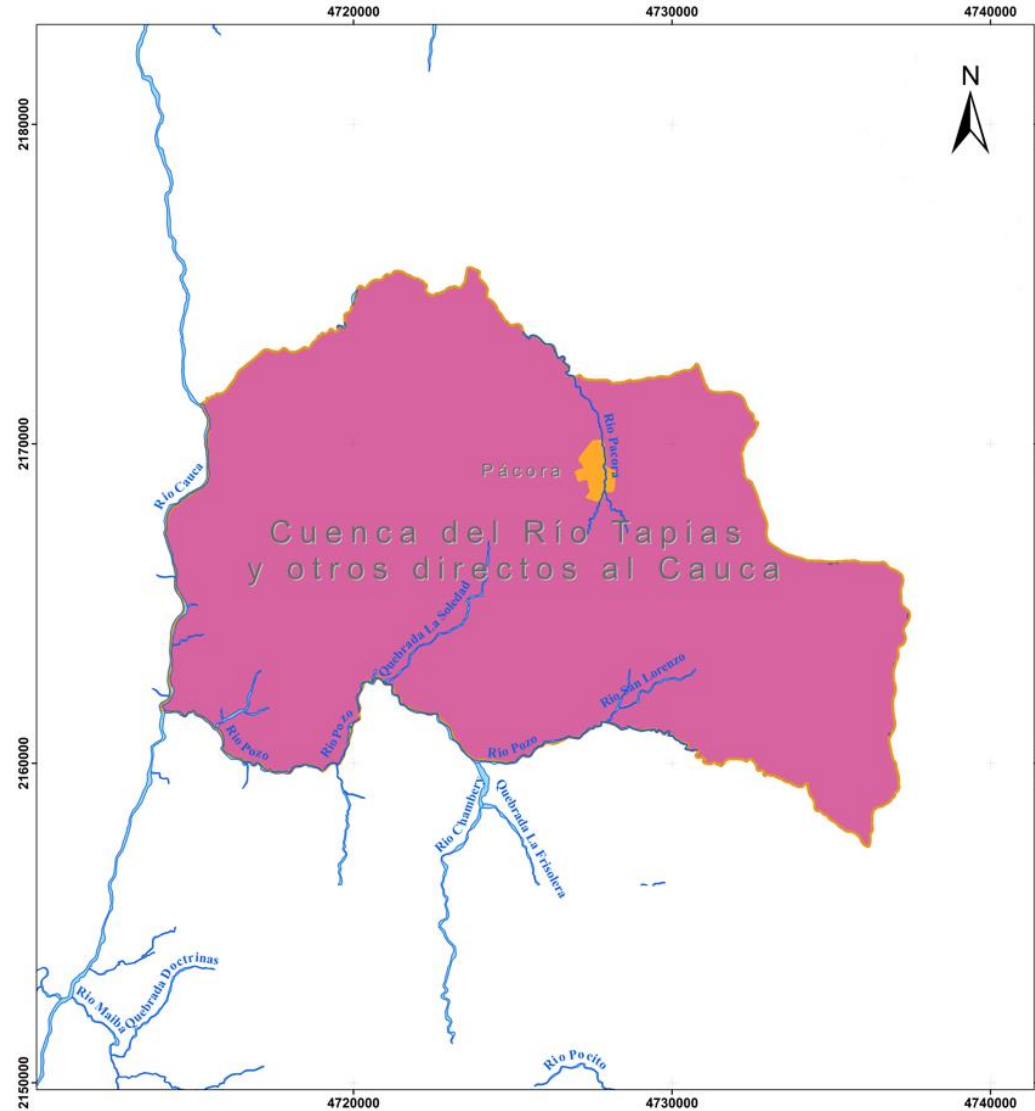 4720000
4730000
4740000
N
2180000
2170000
2160000
2150000
Río Cauca
Río Pácora
Pácora
Cuenca del Río Tapias
y otros directos al Cauca
Quebrada La Soledad
Río San Lorenzo
Río Pozo
Río Pozo
Río Pozo
Río Chambery
Quebrada La Frisolera
Río Maiba
Quebrada Doctrinas
Río Pocito
4720000
4730000
4740000